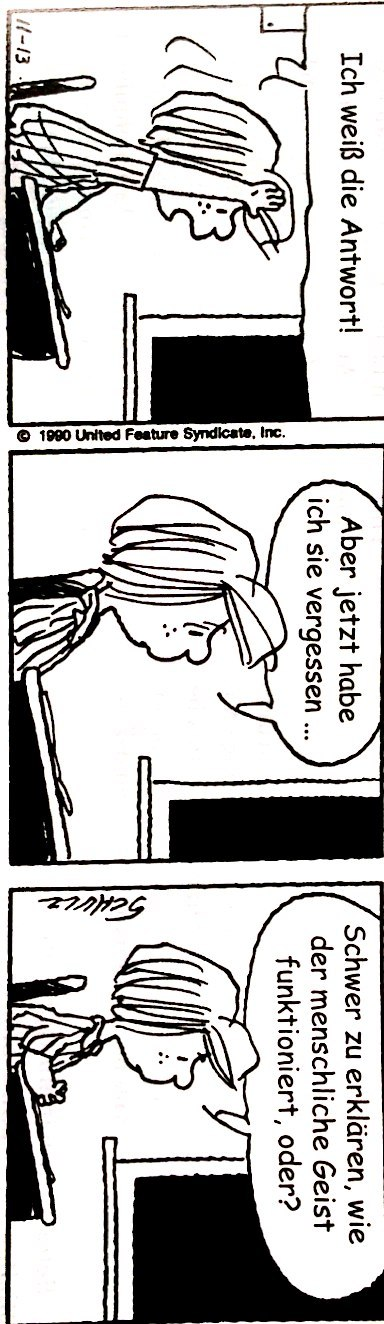 Ich weiß die Antwort!
11-13
© 1990 United Feature Syndicate, Inc.
Aber jetzt habe
ich sie vergessen ...
Schwer zu erklären, wie
der menschliche Geist
funktioniert, oder?
SCHULZ